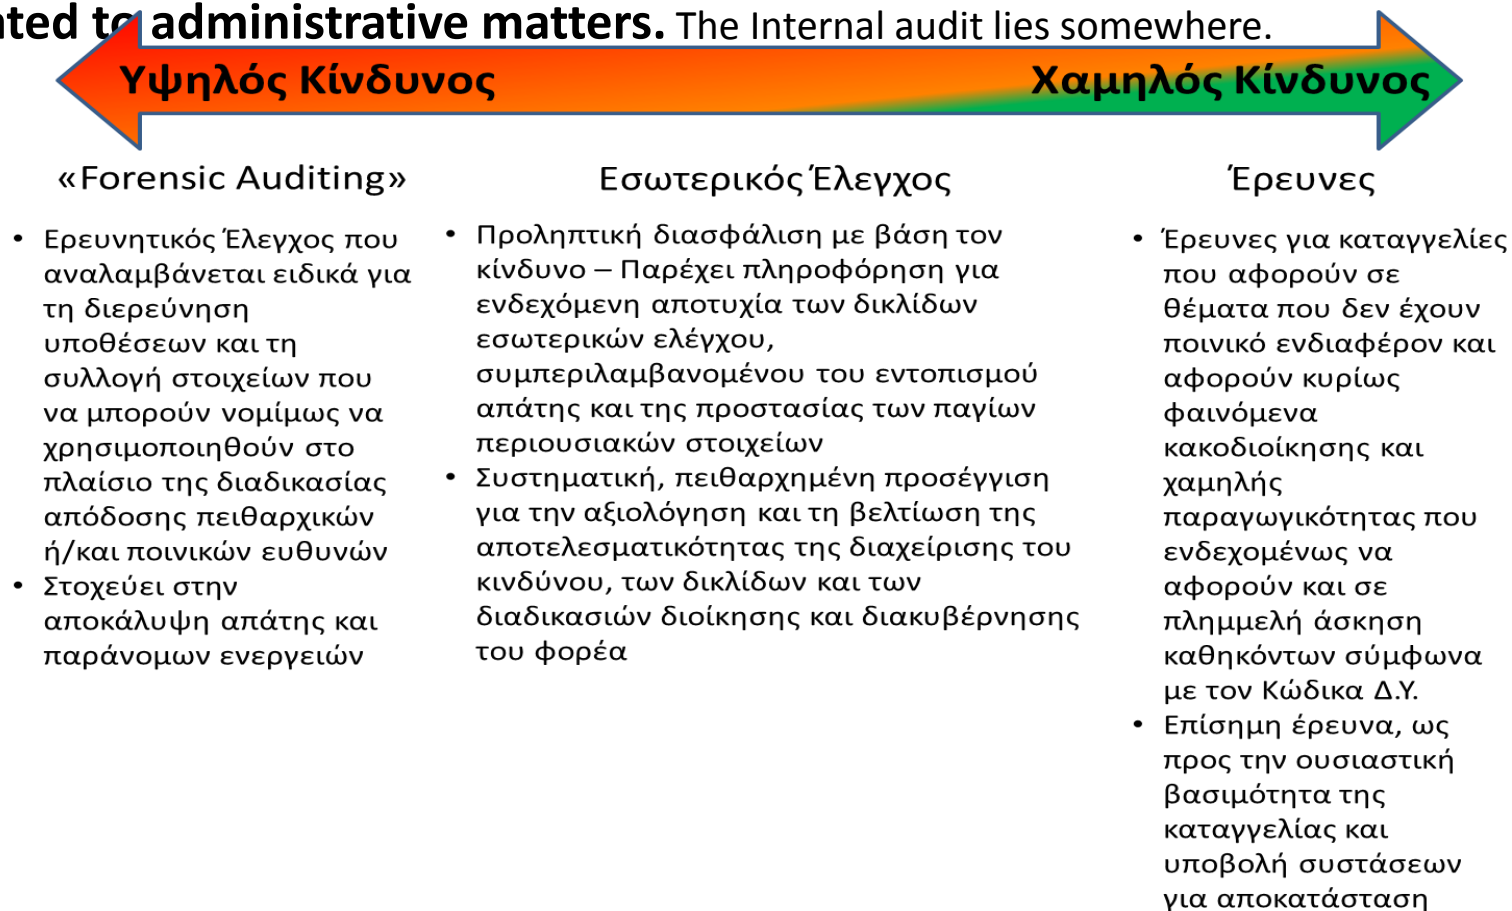 to administrative matters. The Internal audit lies somewhere.
Υψηλός Κίνδυνος
Χαμηλός Κίνδυνος
«Forensic Auditing»
• Ερευνητικός Έλεγχος που
αναλαμβάνεται ειδικά για
τη διερεύνηση
υποθέσεων και τη
συλλογή στοιχείων που
να μπορούν νομίμως να
χρησιμοποιηθούν στο
πλαίσιο της διαδικασίας
απόδοσης πειθαρχικών
ή/και ποινικών ευθυνών
• Στοχεύει στην
αποκάλυψη απάτης και
παράνομων ενεργειών
Εσωτερικός Έλεγχος
• Προληπτική διασφάλιση με βάση τον
κίνδυνο – Παρέχει πληροφόρηση για
ενδεχόμενη αποτυχία των δικλίδων
εσωτερικών ελέγχου,
συμπεριλαμβανομένου του εντοπισμού
απάτης και της προστασίας των παγίων
περιουσιακών στοιχείων
• Συστηματική, πειθαρχημένη προσέγγιση
για την αξιολόγηση και τη βελτίωση της
αποτελεσματικότητας της διαχείρισης του
κινδύνου, των δικλίδων και των
διαδικασιών διοίκησης και διακυβέρνησης
του φορέα
Έρευνες
• Έρευνες για καταγγελίες
που αφορούν σε
θέματα που δεν έχουν
ποινικό ενδιαφέρον και
αφορούν κυρίως
φαινόμενα
κακοδιοίκησης και
χαμηλής
παραγωγικότητας που
ενδεχομένως να
αφορούν και σε
πλημμελή άσκηση
καθηκόντων σύμφωνα
με τον Κώδικα Δ.Υ.
• Επίσημη έρευνα, ως
προς την ουσιαστική
βασιμότητα της
καταγγελίας και
υποβολή συστάσεων
για αποκατάσταση